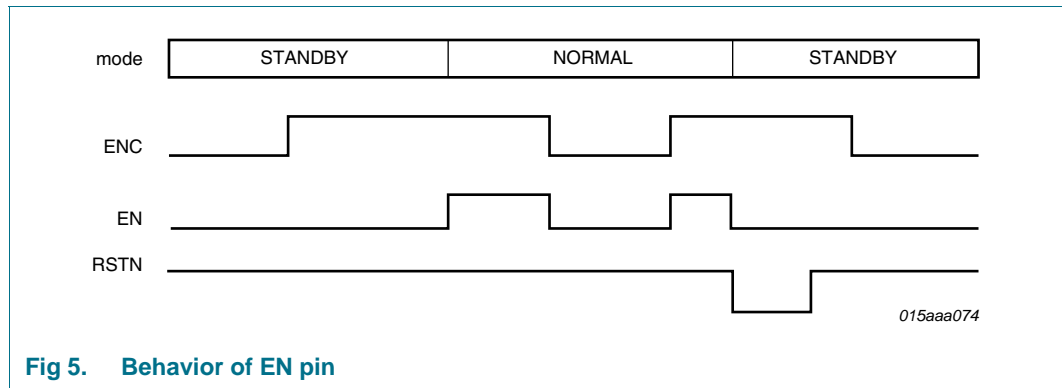 mode STANDBY NORMAL STANDBY
ENC
EN
RSTN
015aaa074
Fig 5. Behavior of EN pin